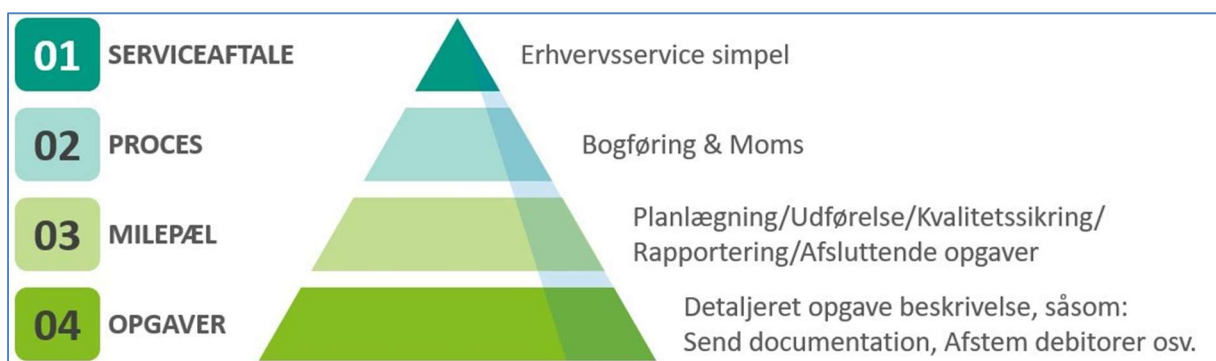 01 SERVICEAFTALE Erhvervsservice simpel
02 PROCES Bogføring & Moms
03 MILEPÆL Planlægning/Udførelse/Kvalitetssikring/
Rapportering/Afsluttende opgaver
04 OPGAVER Detaljeret opgave beskrivelse, såsom:
Send documentation, Afstem debitorer osv.